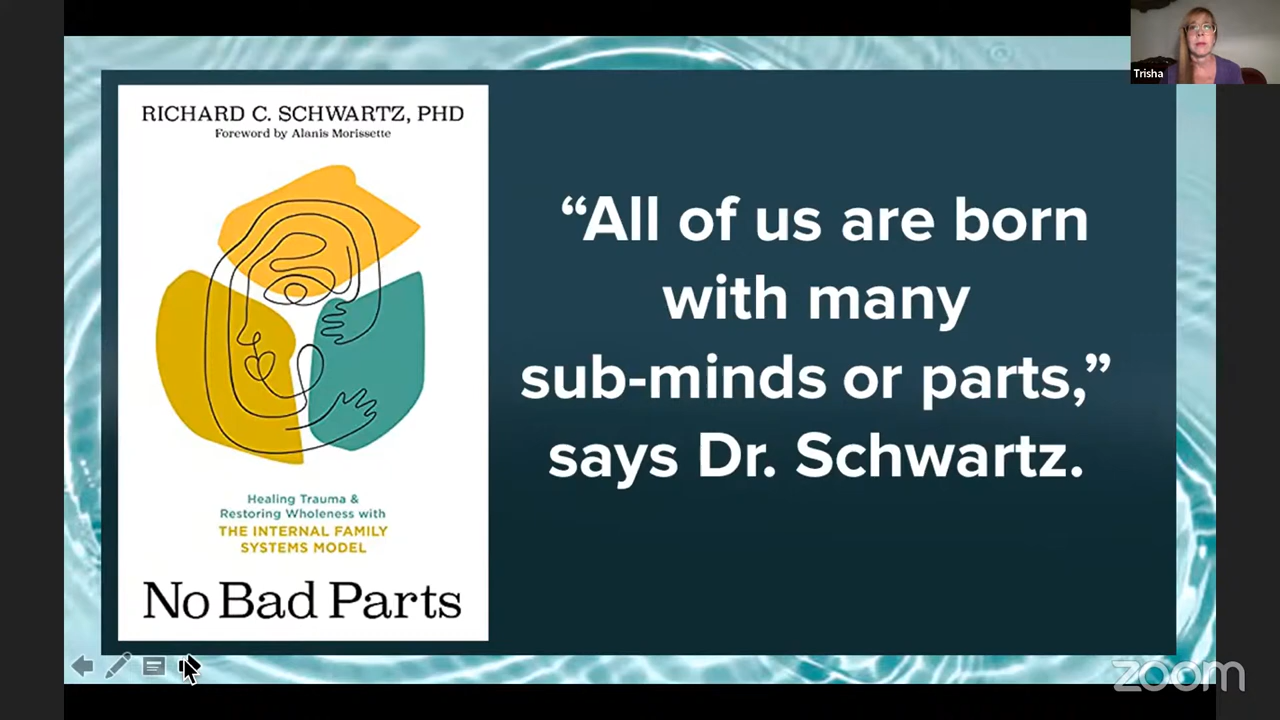 RICHARD C. SCHWARTZ, PHD
Foreword by Alanis Morissette
Healing Trauma &
Restoring Wholeness with
THE INTERNAL FAMILY
SYSTEMS MODEL
No Bad Parts
“All of us are born
with many
sub-minds or parts,”
says Dr. Schwartz.
Trisha
zoom